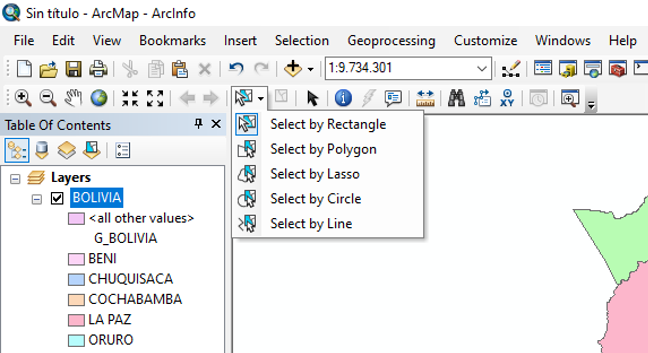 Sin título - ArcMap - ArcInfo
File Edit View Bookmarks Insert Selection Geoprocessing Customize Windows Help
1:9.734.301
XY
Table Of Contents
Select by Rectangle
Select by Polygon
Select by Lasso
Select by Circle
Select by Line
Layers
BOLIVIA
<all other values>
G_BOLIVIA
BENI
CHUQUISACA
COCHABAMBA
LA PAZ
ORURO